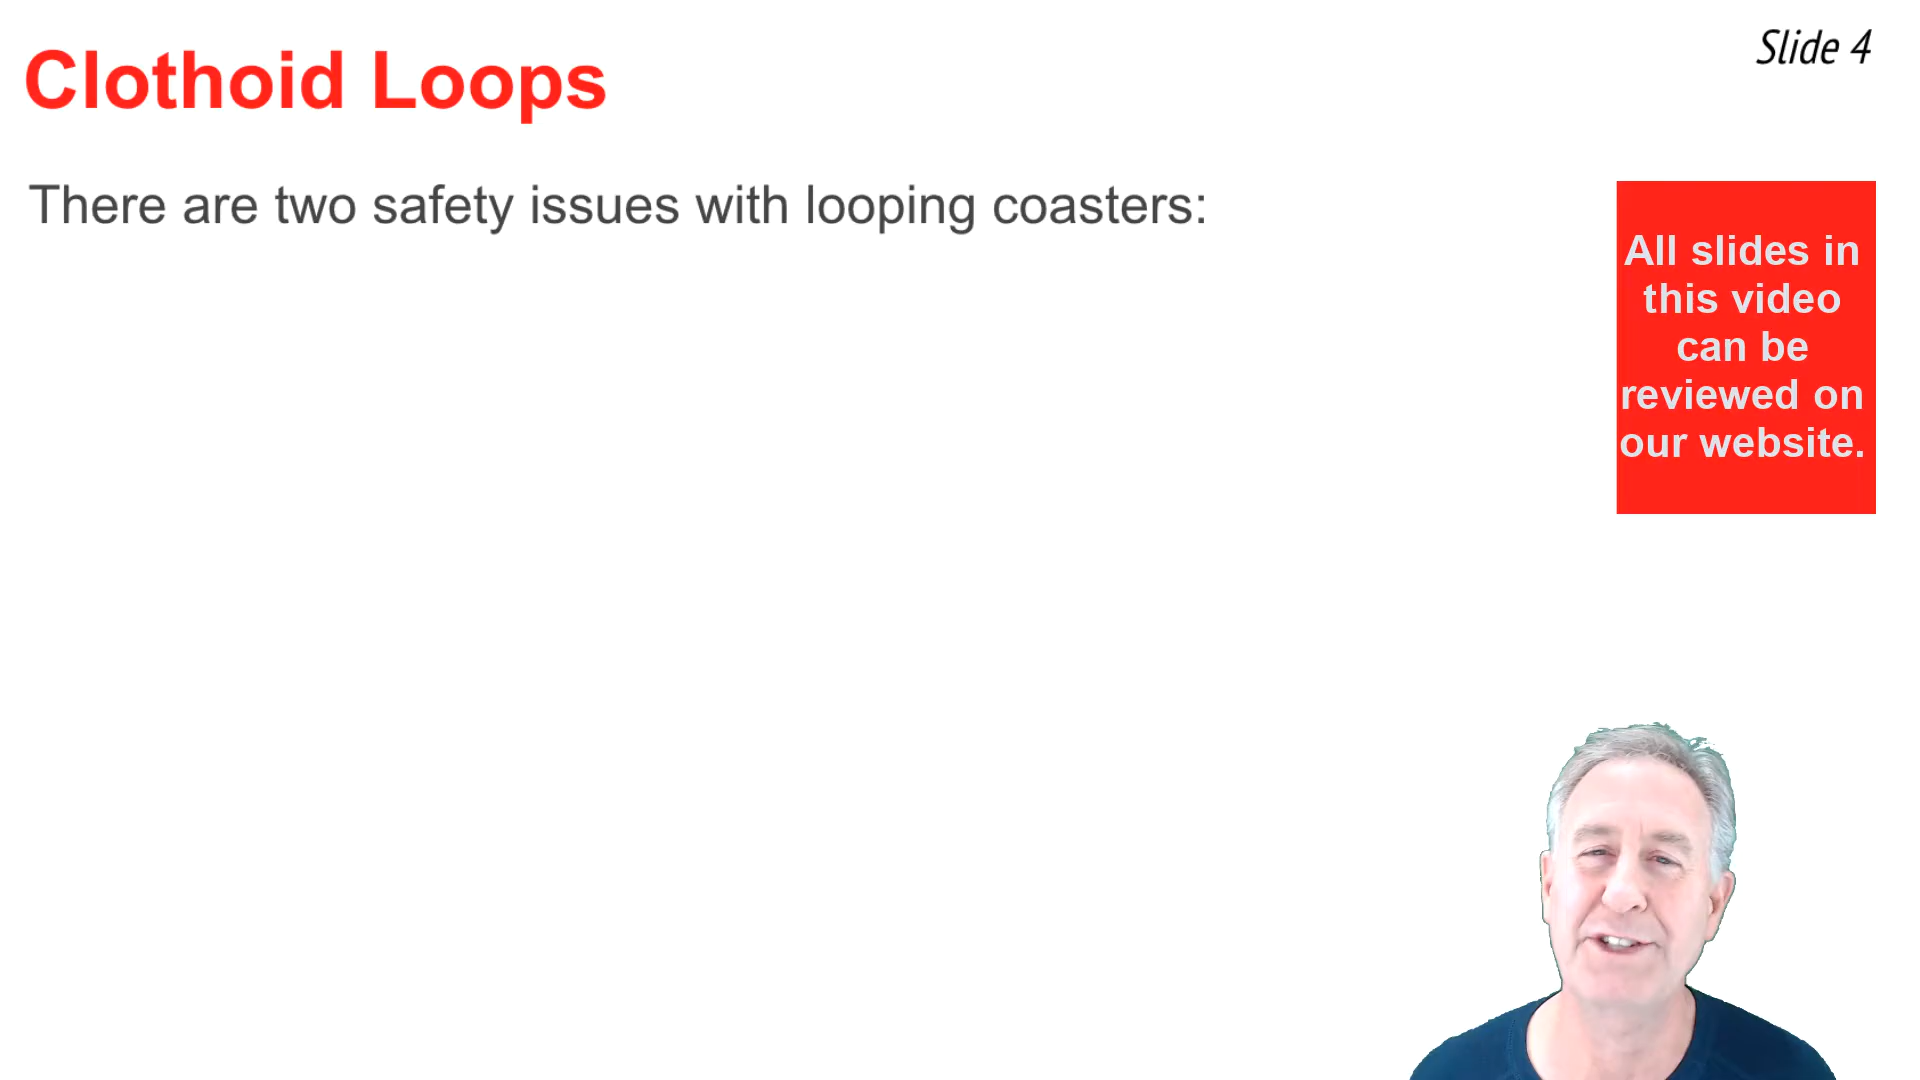 Clothoid Loops
Slide 4
There are two safety issues with looping coasters:
All slides in
this video
can be
reviewed on
our website.